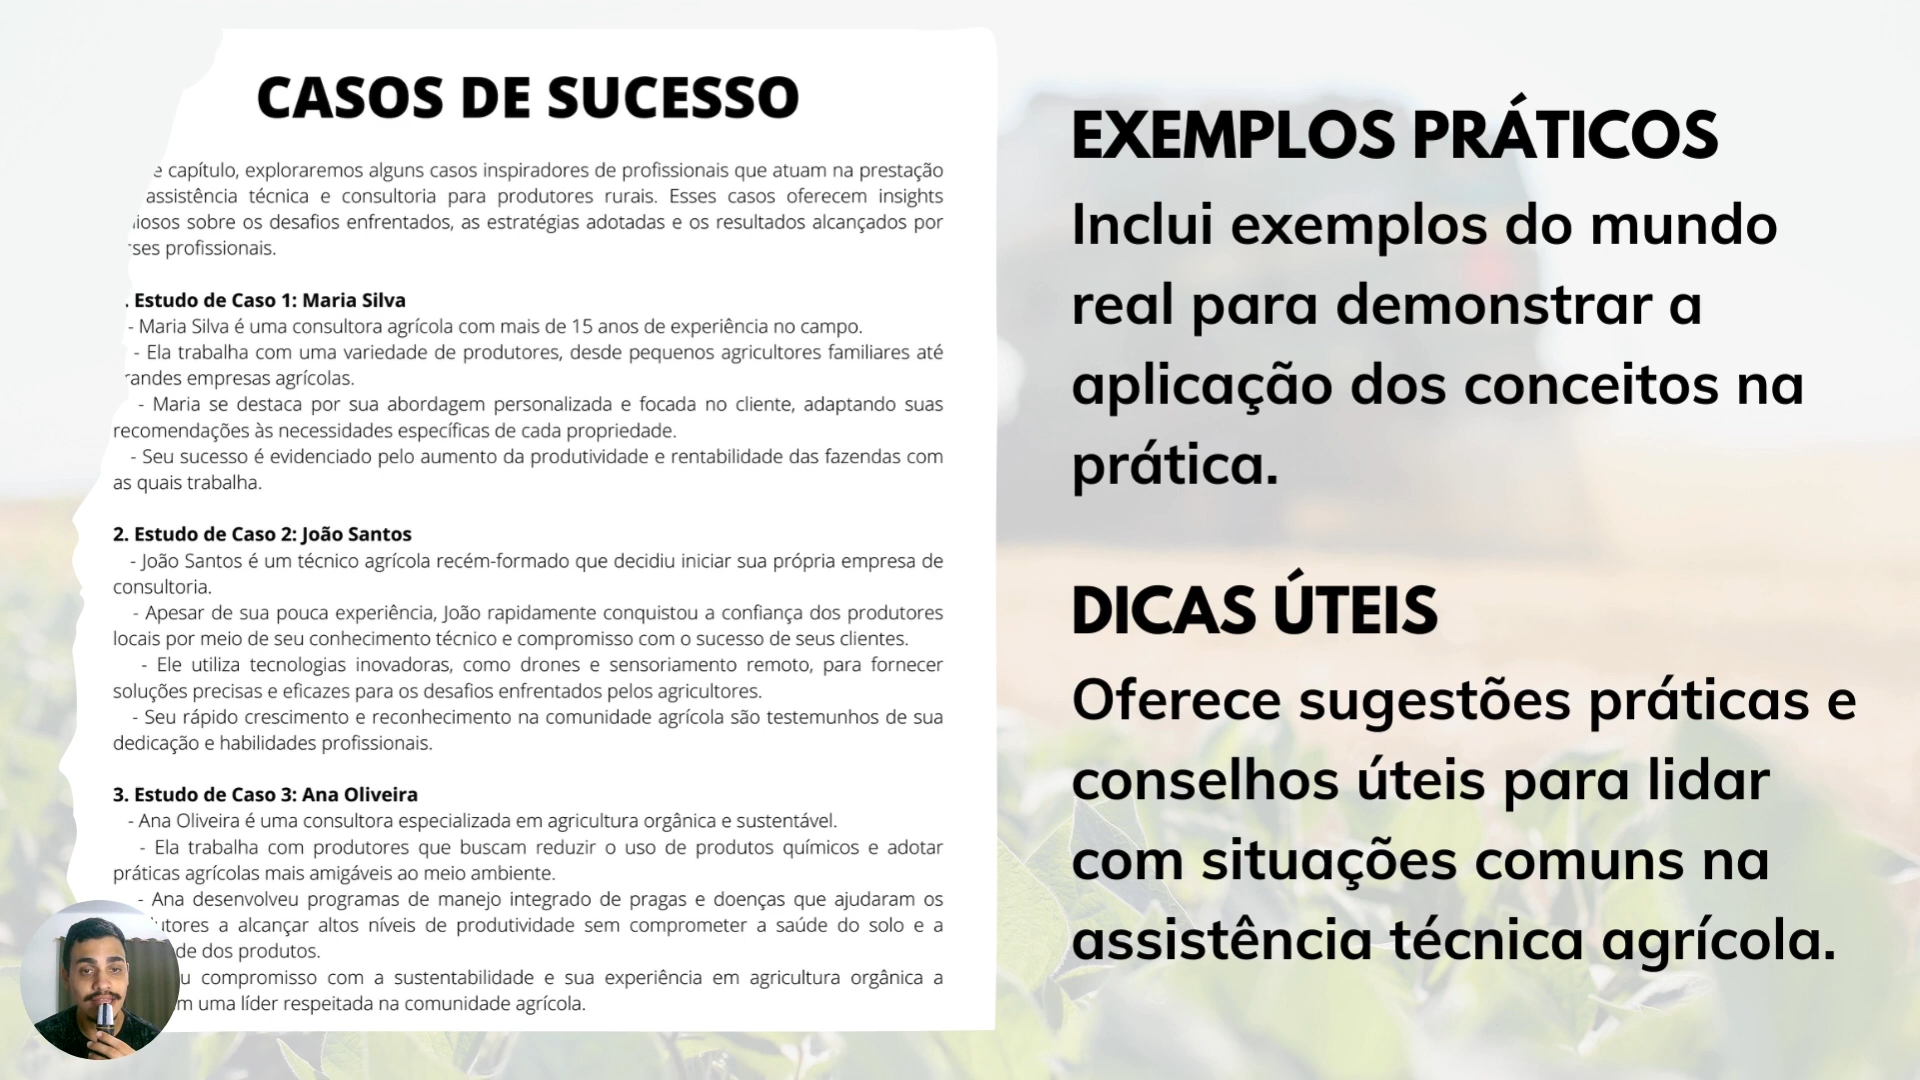 CASOS DE SUCESSO
capítulo, exploraremos alguns casos inspiradores de profissionais que atuam na prestação
assistência técnica e consultoria para produtores rurais. Esses casos oferecem insights
sobre os desafios enfrentados, as estratégias adotadas e os resultados alcançados por
profissionais.
. Estudo de Caso 1: Maria Silva
- Maria Silva é uma consultora agrícola com mais de 15 anos de experiência no campo.
- Ela trabalha com uma variedade de produtores, desde pequenos agricultores familiares até
randes empresas agrícolas.
- Maria se destaca por sua abordagem personalizada e focada no cliente, adaptando suas
recomendações às necessidades específicas de cada propriedade.
- Seu sucesso é evidenciado pelo aumento da produtividade e rentabilidade das fazendas com
as quais trabalha.
2. Estudo de Caso 2: João Santos
- João Santos é um técnico agrícola recém-formado que decidiu iniciar sua própria empresa de
consultoria.
- Apesar de sua pouca experiência, João rapidamente conquistou a confiança dos produtores
locais por meio de seu conhecimento técnico e compromisso com o sucesso de seus clientes.
- Ele utiliza tecnologias inovadoras, como drones e sensoriamento remoto, para fornecer
soluções precisas e eficazes para os desafios enfrentados pelos agricultores.
- Seu rápido crescimento e reconhecimento na comunidade agrícola são testemunhos de sua
dedicação e habilidades profissionais.
3. Estudo de Caso 3: Ana Oliveira
- Ana Oliveira é uma consultora especializada em agricultura orgânica e sustentável.
- Ela trabalha com produtores que buscam reduzir o uso de produtos químicos e adotar
práticas agrícolas mais amigáveis ao meio ambiente.
- Ana desenvolveu programas de manejo integrado de pragas e doenças que ajudaram os
utores a alcançar altos níveis de produtividade sem comprometer a saúde do solo e a
de dos produtos.
u compromisso com a sustentabilidade e sua experiência em agricultura orgânica a
m uma líder respeitada na comunidade agrícola.
EXEMPLOS PRÁTICOS
Inclui exemplos do mundo
real para demonstrar a
aplicação dos conceitos na
prática.
DICAS ÚTEIS
Oferece sugestões práticas e
conselhos úteis para lidar
com situações comuns na
assistência técnica agrícola.